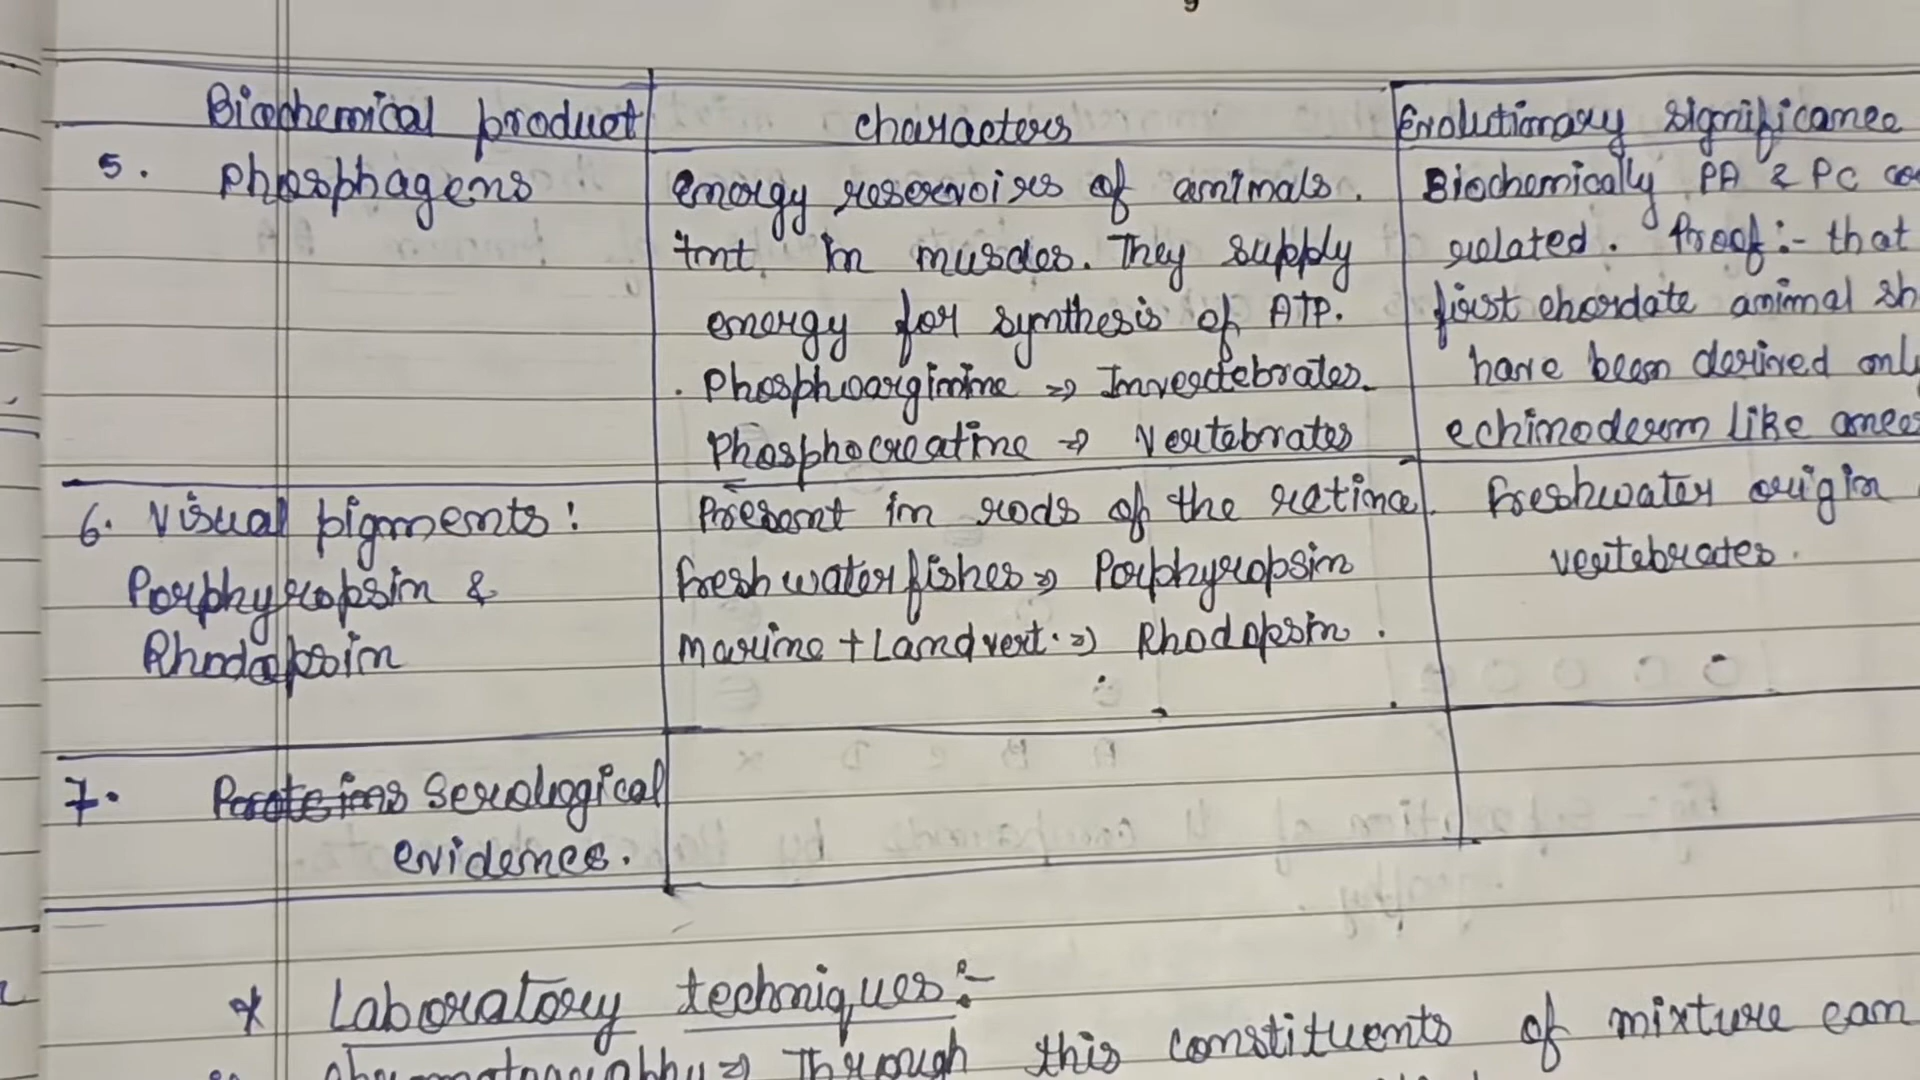 Biochemical product characters Evolutionary significance
5. Phosphagens
energy reservoires of animals.
Imt. in muscles. They supply
energy for synthesis of ATP.
. Phosphoarginine ⇒ Invertebrates
Phosphocreatine ⇒ Vertebrates
Biochemically PA & PC
related. Proof:- that
first chordate animal sh
have been derived only
echinoderm like
6. Visual pigments:
Porphyropsin &
Rhodopsin
Present in rods of the retina.
Freshwater fishes ⇒ Porphyropsin
Marine + Land vert. ⇒ Rhodopsin.
Freshwater origin
vertebrates.
7. Serological
evidences.
* Laboratory techniques:-
⇒ Through this constituents of mixture can